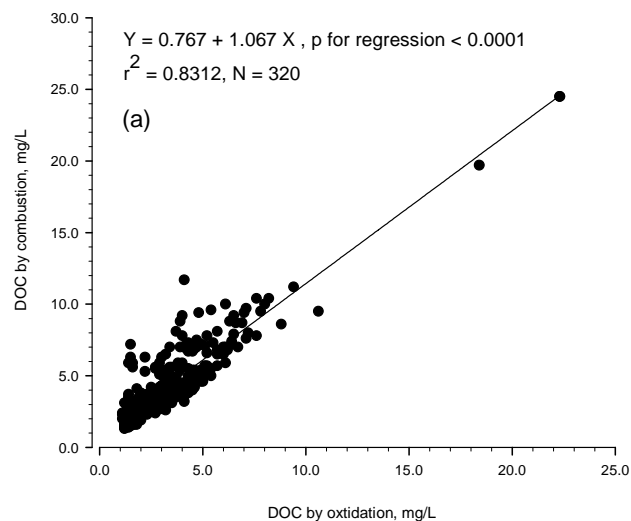 Y = 0.767 + 1.067 X , p for regression < 0.0001
r² = 0.8312, N = 320
(a)
30.0
25.0
20.0
15.0
10.0
5.0
0.0
DOC by combustion, mg/L
0.0
5.0
10.0
15.0
20.0
25.0
DOC by oxtidation, mg/L